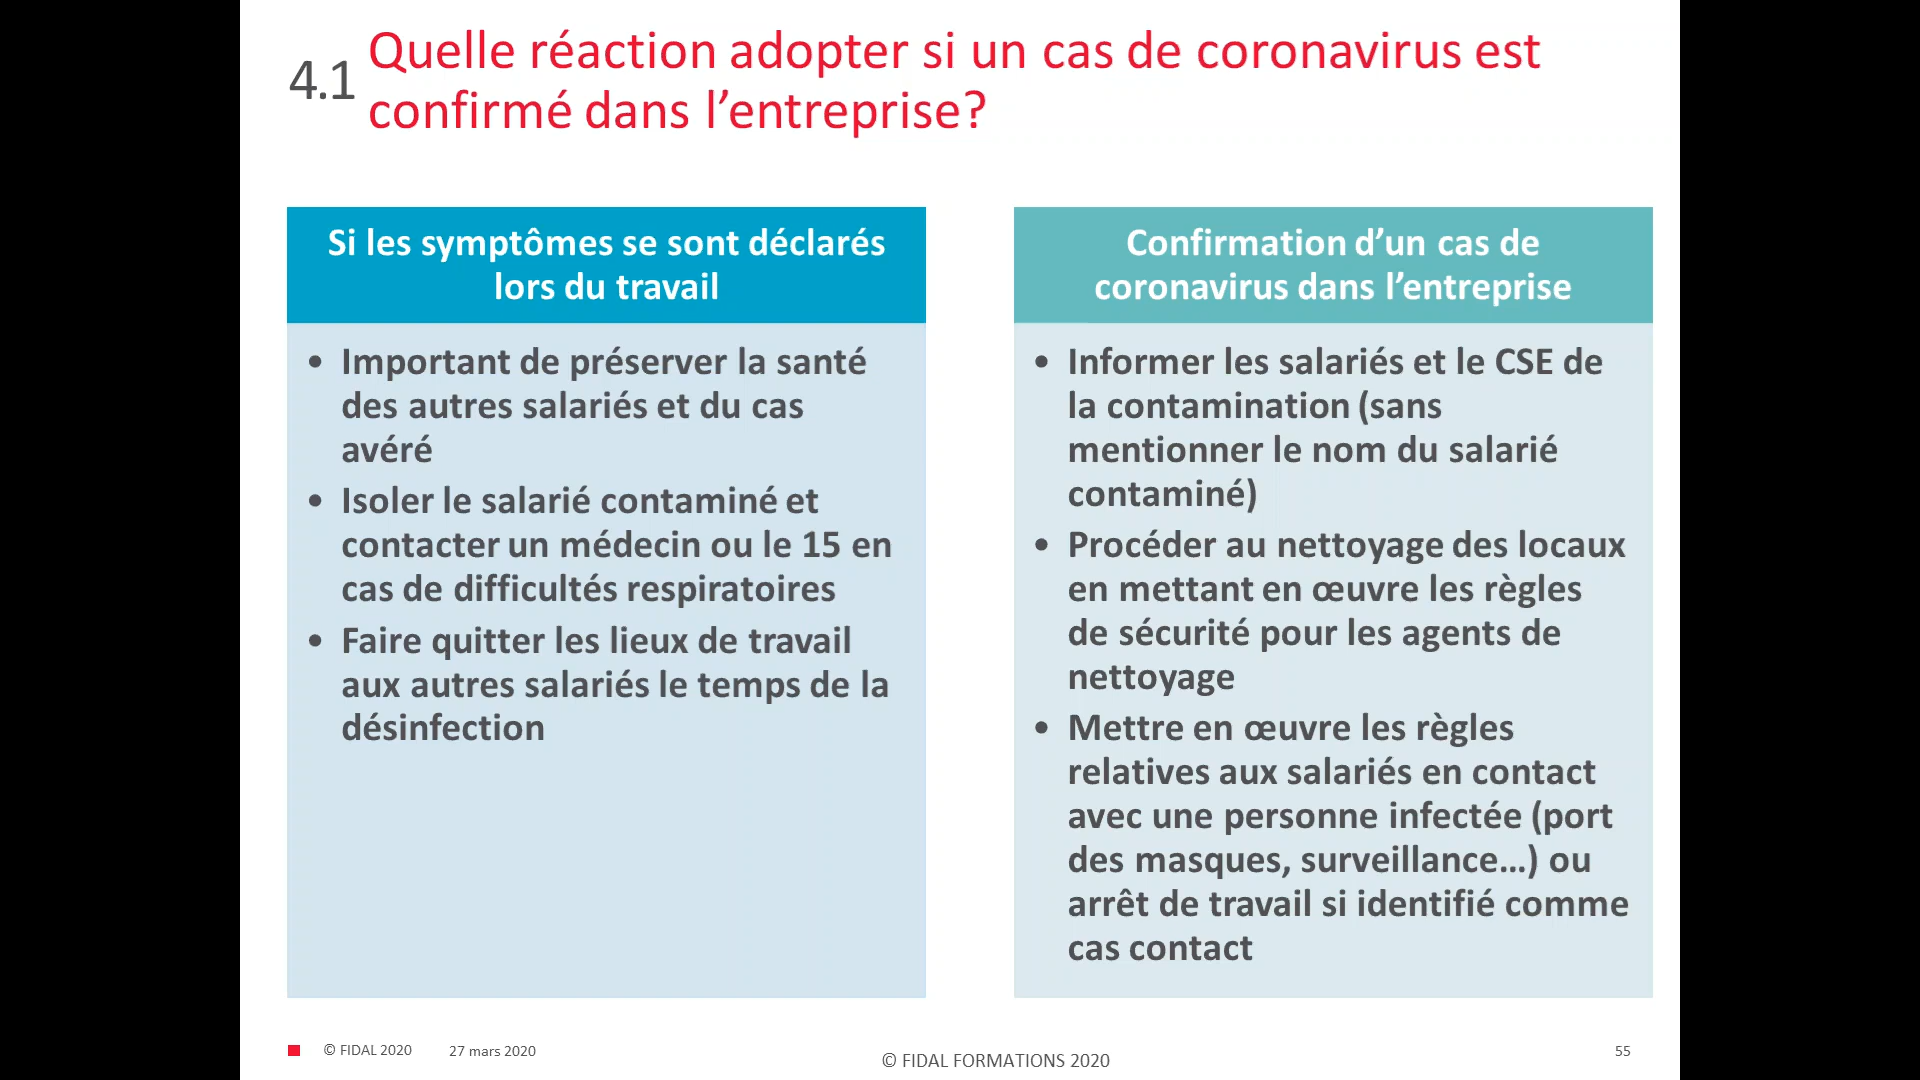 4.1
Quelle réaction adopter si un cas de coronavirus est
confirmé dans l’entreprise?
Si les symptômes se sont déclarés
lors du travail
• Important de préserver la santé
des autres salariés et du cas
avéré
• Isoler le salarié contaminé et
contacter un médecin ou le 15 en
cas de difficultés respiratoires
• Faire quitter les lieux de travail
aux autres salariés le temps de la
désinfection
Confirmation d’un cas de
coronavirus dans l’entreprise
• Informer les salariés et le CSE de
la contamination (sans
mentionner le nom du salarié
contaminé)
• Procéder au nettoyage des locaux
en mettant en œuvre les règles
de sécurité pour les agents de
nettoyage
• Mettre en œuvre les règles
relatives aux salariés en contact
avec une personne infectée (port
des masques, surveillance…) ou
arrêt de travail si identifié comme
cas contact
© FIDAL 2020
27 mars 2020
© FIDAL FORMATIONS 2020
55